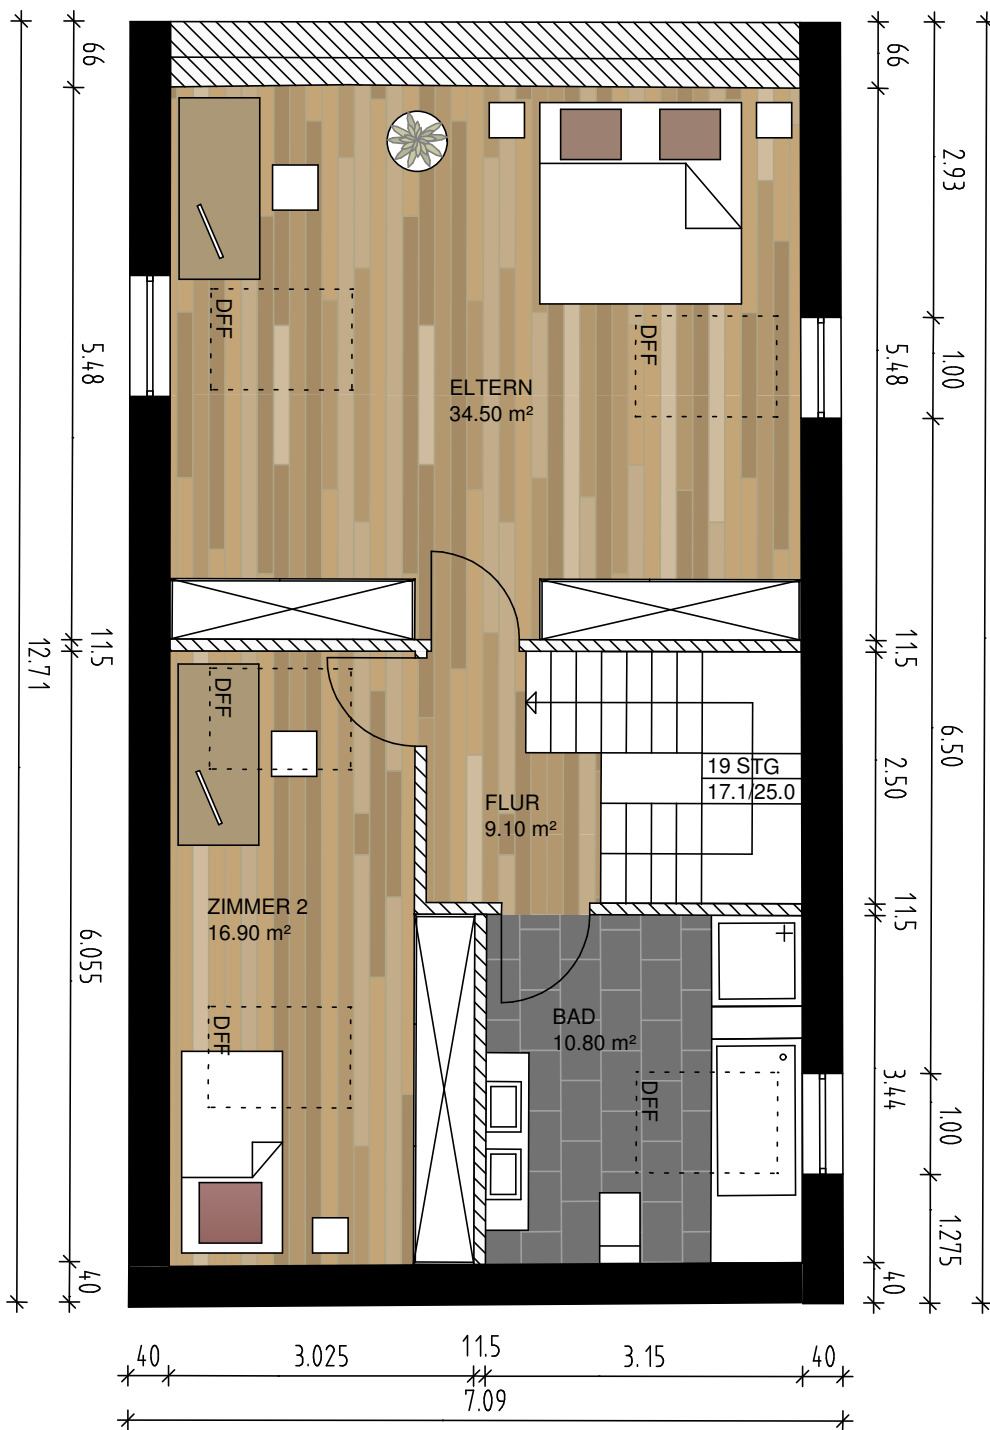 66
66
2.93
DFF
DFF
5.48
5.48
1.00
ELTERN
34.50 m²
11.5
11.5
12.71
DFF
6.50
19 STG
17.1/25.0
2.50
FLUR
9.10 m²
ZIMMER 2
16.90 m²
11.5
6.055
DFF
BAD
10.80 m²
DFF
3.44
1.00
1.275
40
40
40
3.025
11.5
3.15
40
7.09